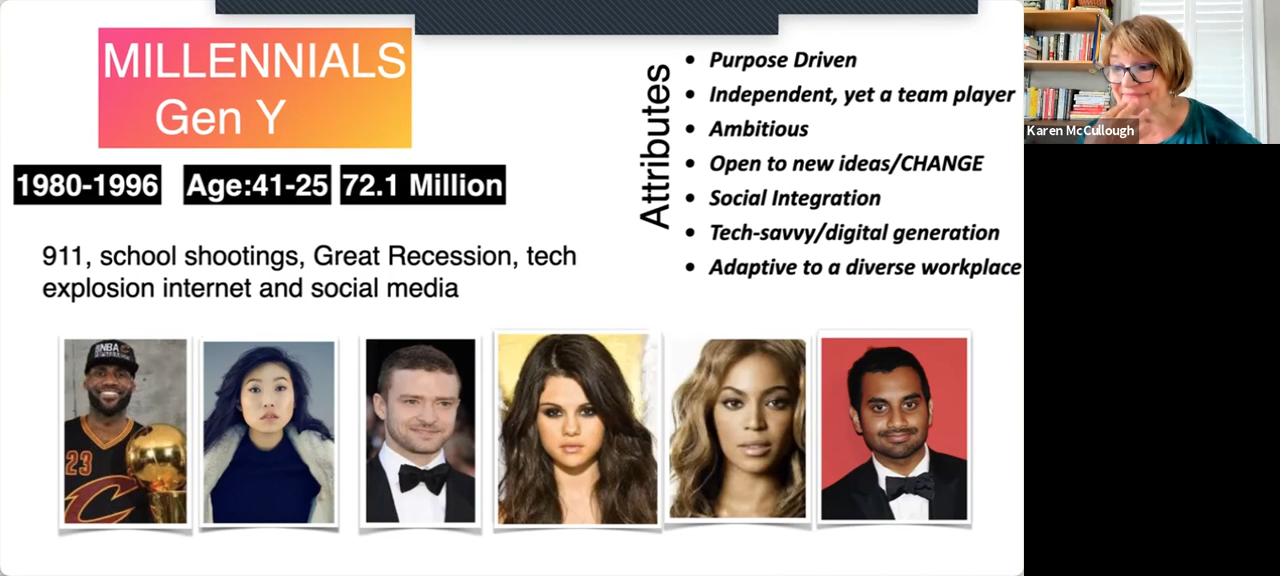 MILLENNIALS
Gen Y
1980-1996 Age:41-25 72.1 Million
911, school shootings, Great Recession, tech
explosion internet and social media
Attributes
• Purpose Driven
• Independent, yet a team player
• Ambitious
• Open to new ideas/CHANGE
• Social Integration
• Tech-savvy/digital generation
• Adaptive to a diverse workplace
NBA
23
Karen McCullough